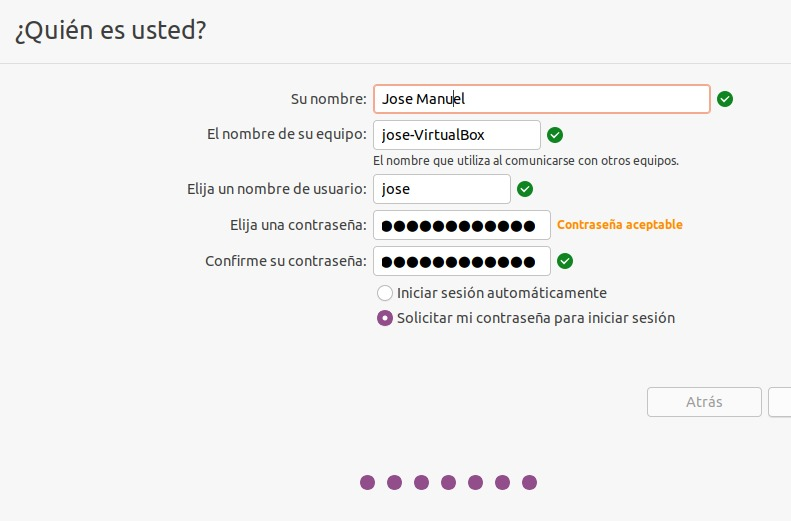 ¿Quién es usted?
Su nombre: Jose Manuel
El nombre de su equipo: jose-VirtualBox
El nombre que utiliza al comunicarse con otros equipos.
Elija un nombre de usuario: jose
Elija una contraseña: ●●●●●●●●●●●● Contraseña aceptable
Confirme su contraseña: ●●●●●●●●●●●●
Iniciar sesión automáticamente
Solicitar mi contraseña para iniciar sesión
Atrás